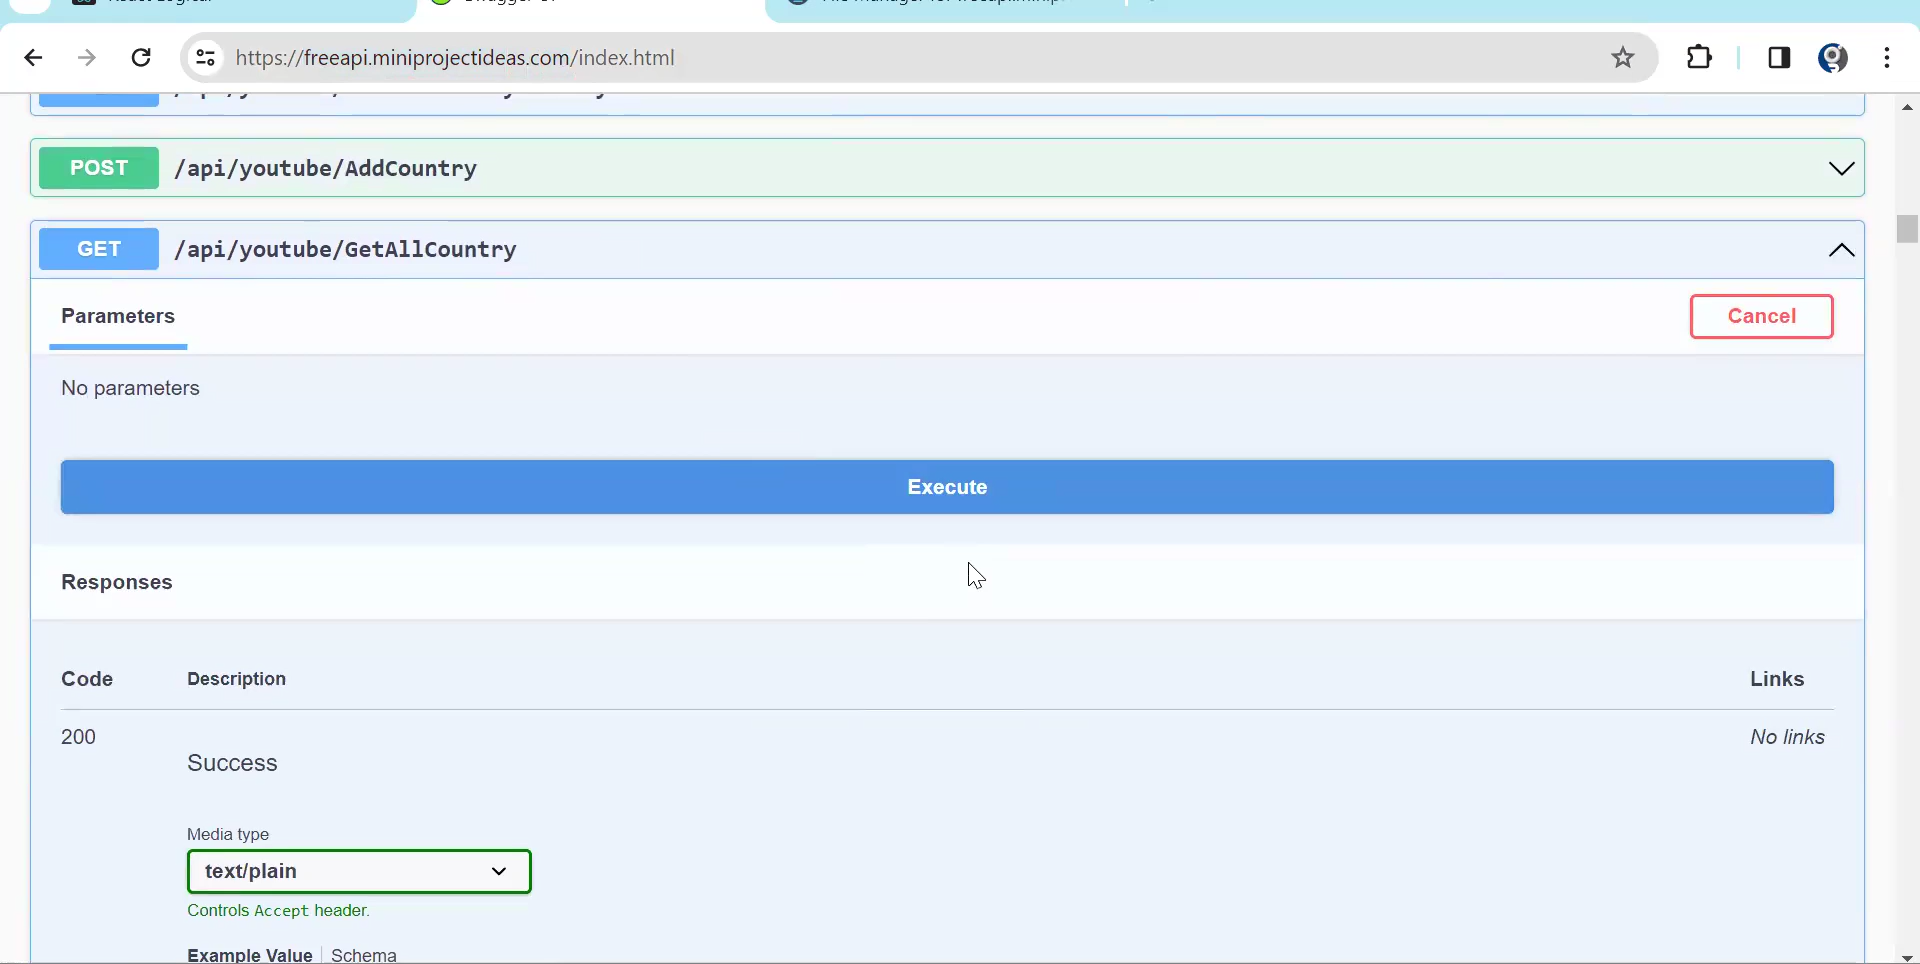 https://freeapi.miniprojectideas.com/index.html
POST /api/youtube/AddCountry
GET /api/youtube/GetAllCountry
Parameters
Cancel
No parameters
Execute
Responses
Code Description Links
200 No links
Success
Media type
text/plain
Controls Accept header.
Example Value Schema